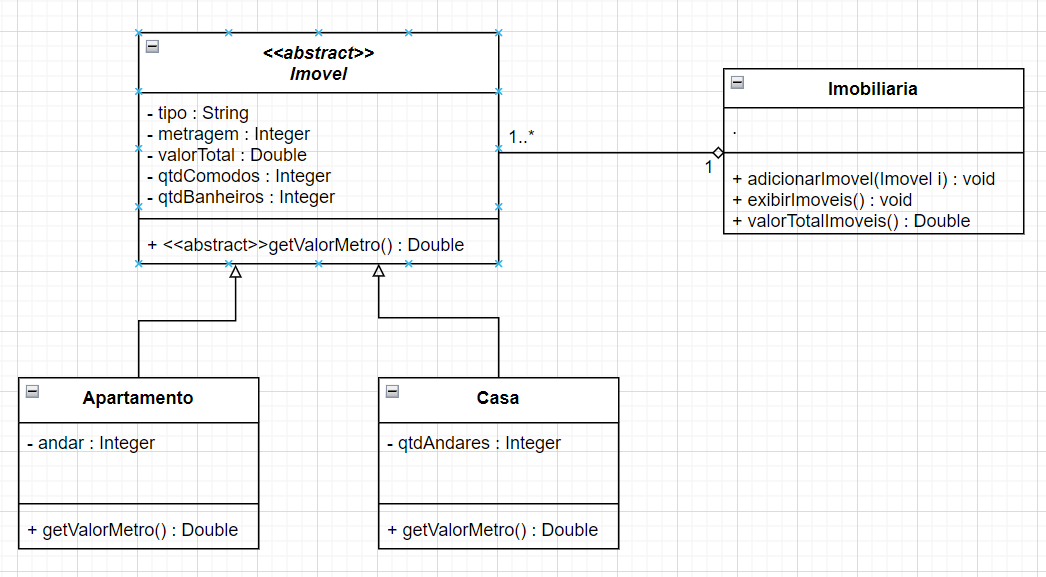 <<abstract>>
Imovel
- tipo : String
- metragem : Integer
- valorTotal : Double
- qtdComodos : Integer
- qtdBanheiros : Integer
+ <<abstract>>getValorMetro() : Double
1..*
1
Imobiliaria
.
+ adicionarImovel(Imovel i) : void
+ exibirImoveis() : void
+ valorTotalImoveis() : Double
Apartamento
- andar : Integer
+ getValorMetro() : Double
Casa
- qtdAndares : Integer
+ getValorMetro() : Double